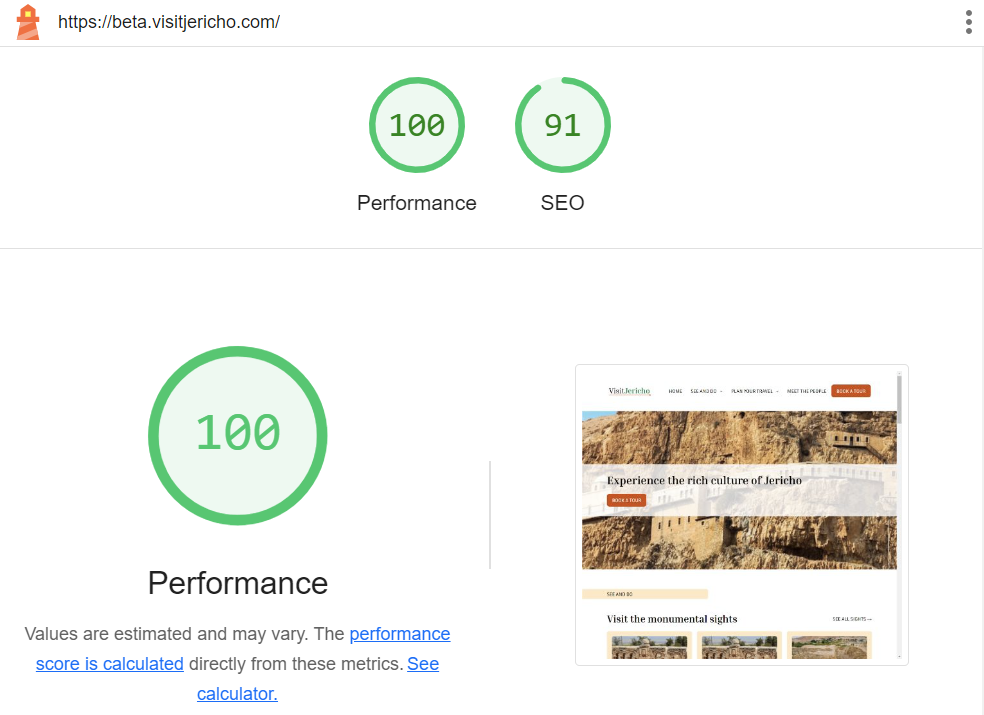 https://beta.visitjericho.com/
100
91
Performance
SEO
100
Performance
Values are estimated and may vary. The performance
score is calculated directly from these metrics. See
calculator.
VisitJericho
HOME SEE AND DO PLAN YOUR TRAVEL MEET THE PEOPLE BOOK A TOUR
Experience the rich culture of Jericho
BOOK A TOUR
SEE AND DO
Visit the monumental sights
SEE ALL SIGHTS